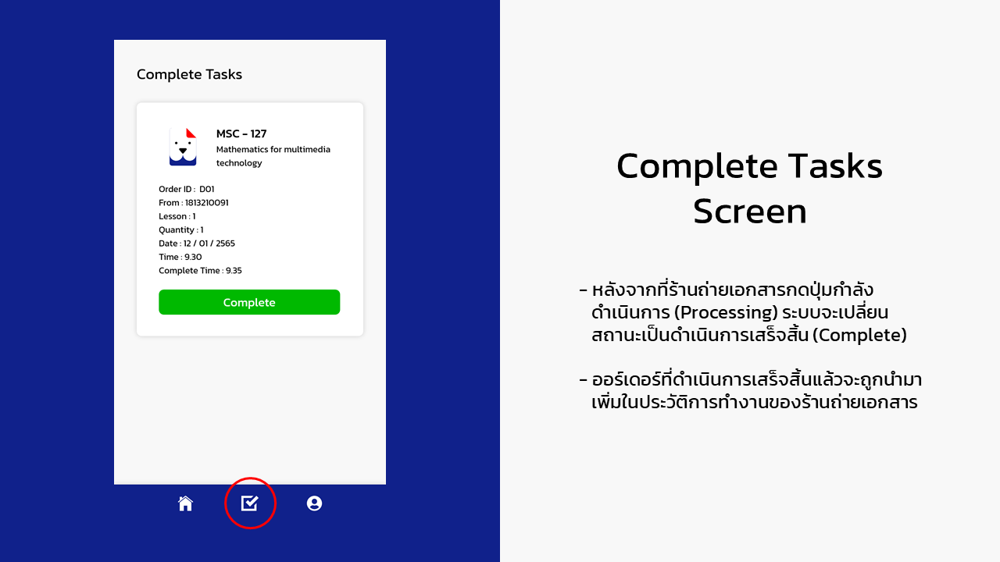 Complete Tasks
MSC - 127
Mathematics for multimedia
technology
Order ID : D01
From : 1813210091
Lesson : 1
Quantity : 1
Date : 12 / 01 / 2565
Time : 9.30
Complete Time : 9.35
Complete
Complete Tasks
Screen
- หลังจากที่ร้านถ่ายเอกสารกดปุ่มกำลัง
ดำเนินการ (Processing) ระบบจะเปลี่ยน
สถานะเป็นดำเนินการเสร็จสิ้น (Complete)
- ออร์เดอร์ที่ดำเนินการเสร็จสิ้นแล้วจะถูกนำมา
เพิ่มในประวัติการทำงานของร้านถ่ายเอกสาร